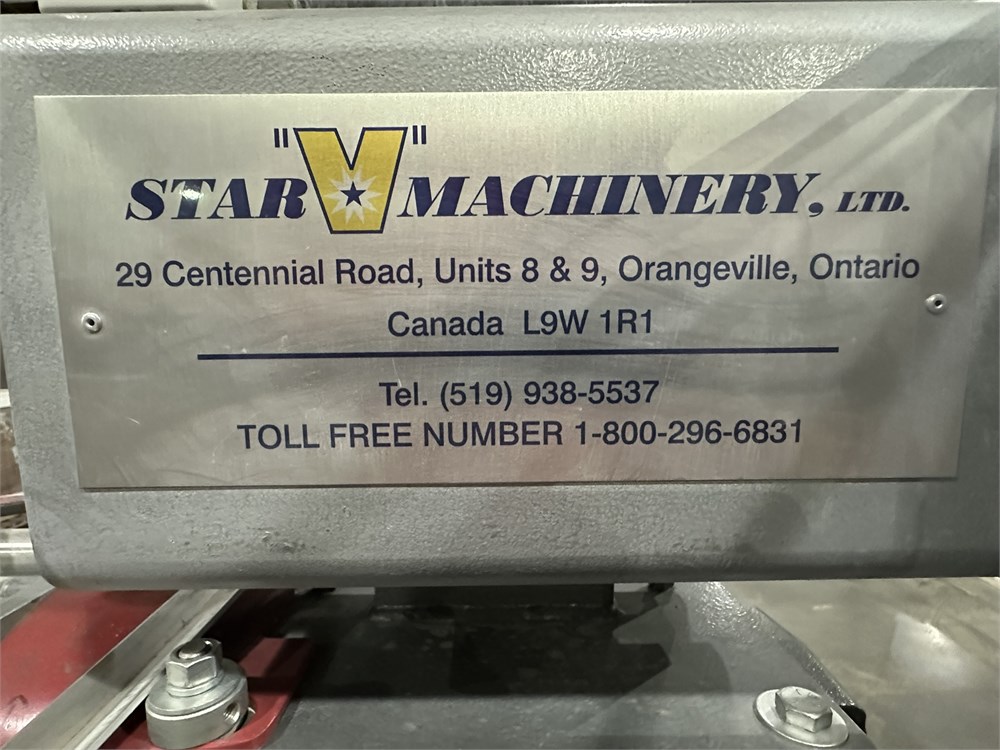 STAR "V" MACHINERY, LTD.
29 Centennial Road, Units 8 & 9, Orangeville, Ontario
Canada L9W 1R1
Tel. (519) 938-5537
TOLL FREE NUMBER 1-800-296-6831